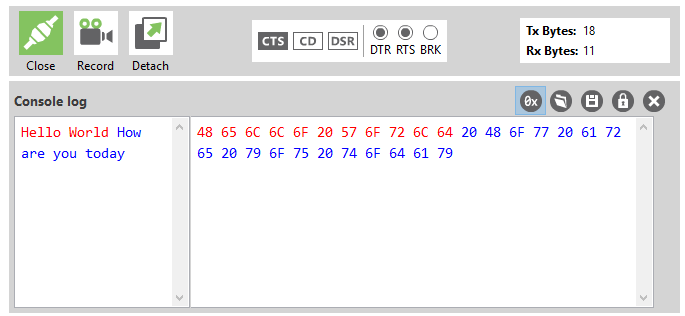 CTS CD DSR
DTR RTS BRK
Tx Bytes: 18
Rx Bytes: 11
Close Record Detach
Console log
0x
Hello World How
are you today
48 65 6C 6C 6F 20 57 6F 72 6C 64 20 48 6F 77 20 61 72
65 20 79 6F 75 20 74 6F 64 61 79